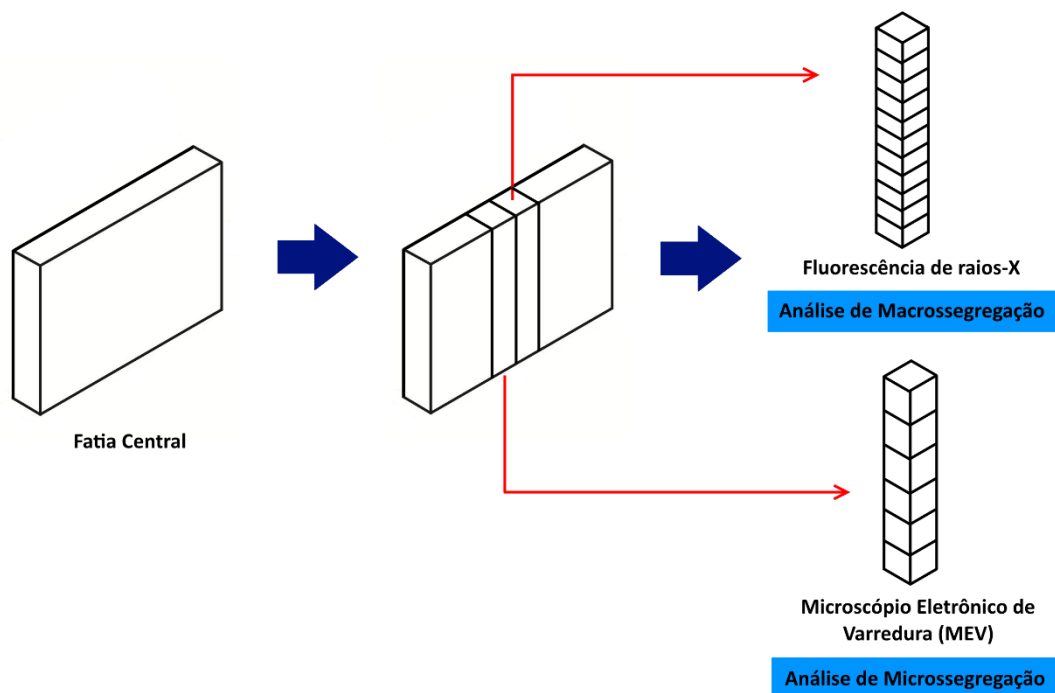 Fatia Central
Fluorescência de raios-X
Análise de Macrossegregação
Microscópio Eletrônico de
Varredura (MEV)
Análise de Microssegregação